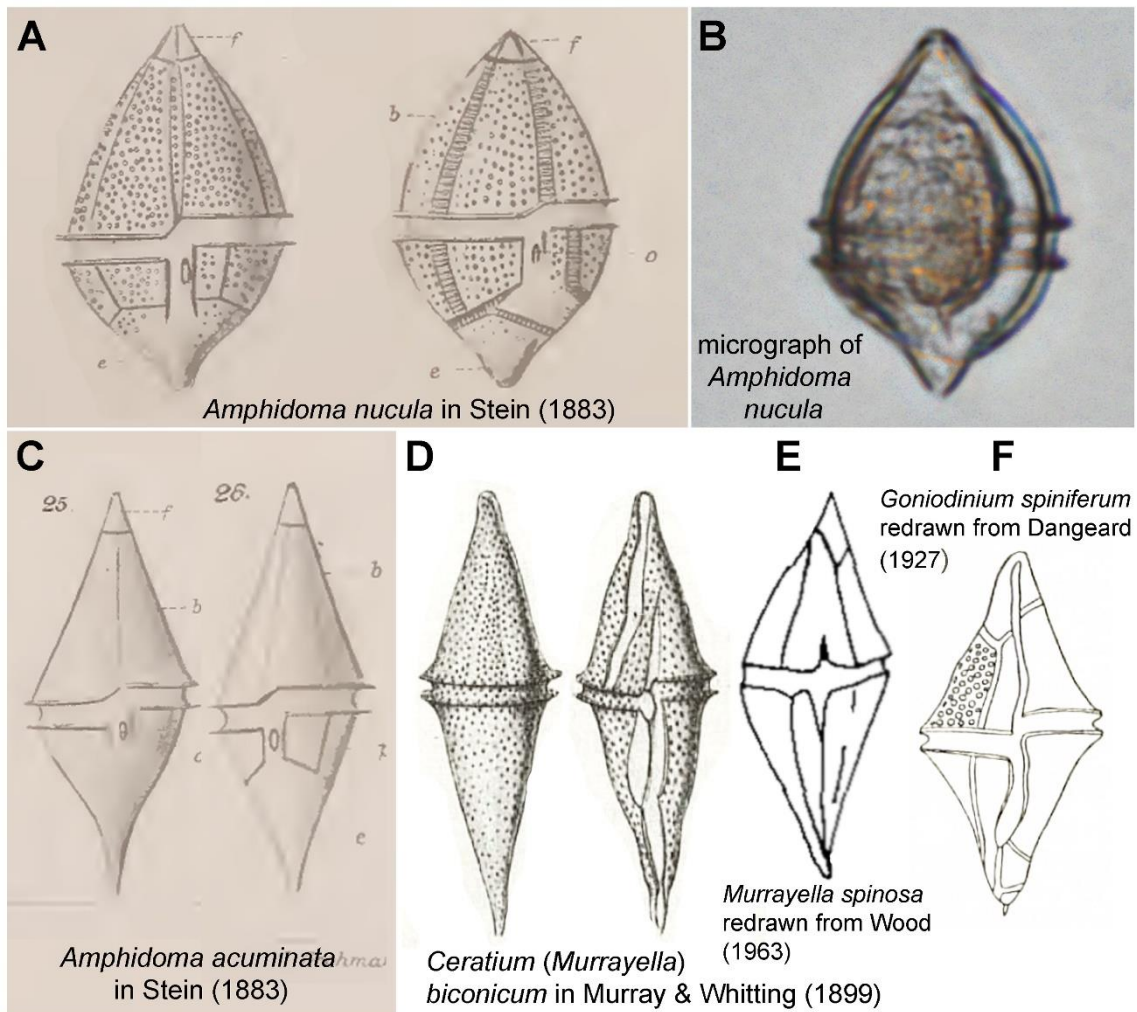 A
f
f
b
o
e
e
Amphidoma nucula in Stein (1883)
B
micrograph of
Amphidoma
nucula
C
25.
26.
f
b
b
c
e
Amphidoma acuminata
in Stein (1883)
D
Ceratium (Murrayella)
biconicum in Murray & Whitting (1899)
E
Murrayella spinosa
redrawn from Wood
(1963)
F
Goniodinium spiniferum
redrawn from Dangeard
(1927)